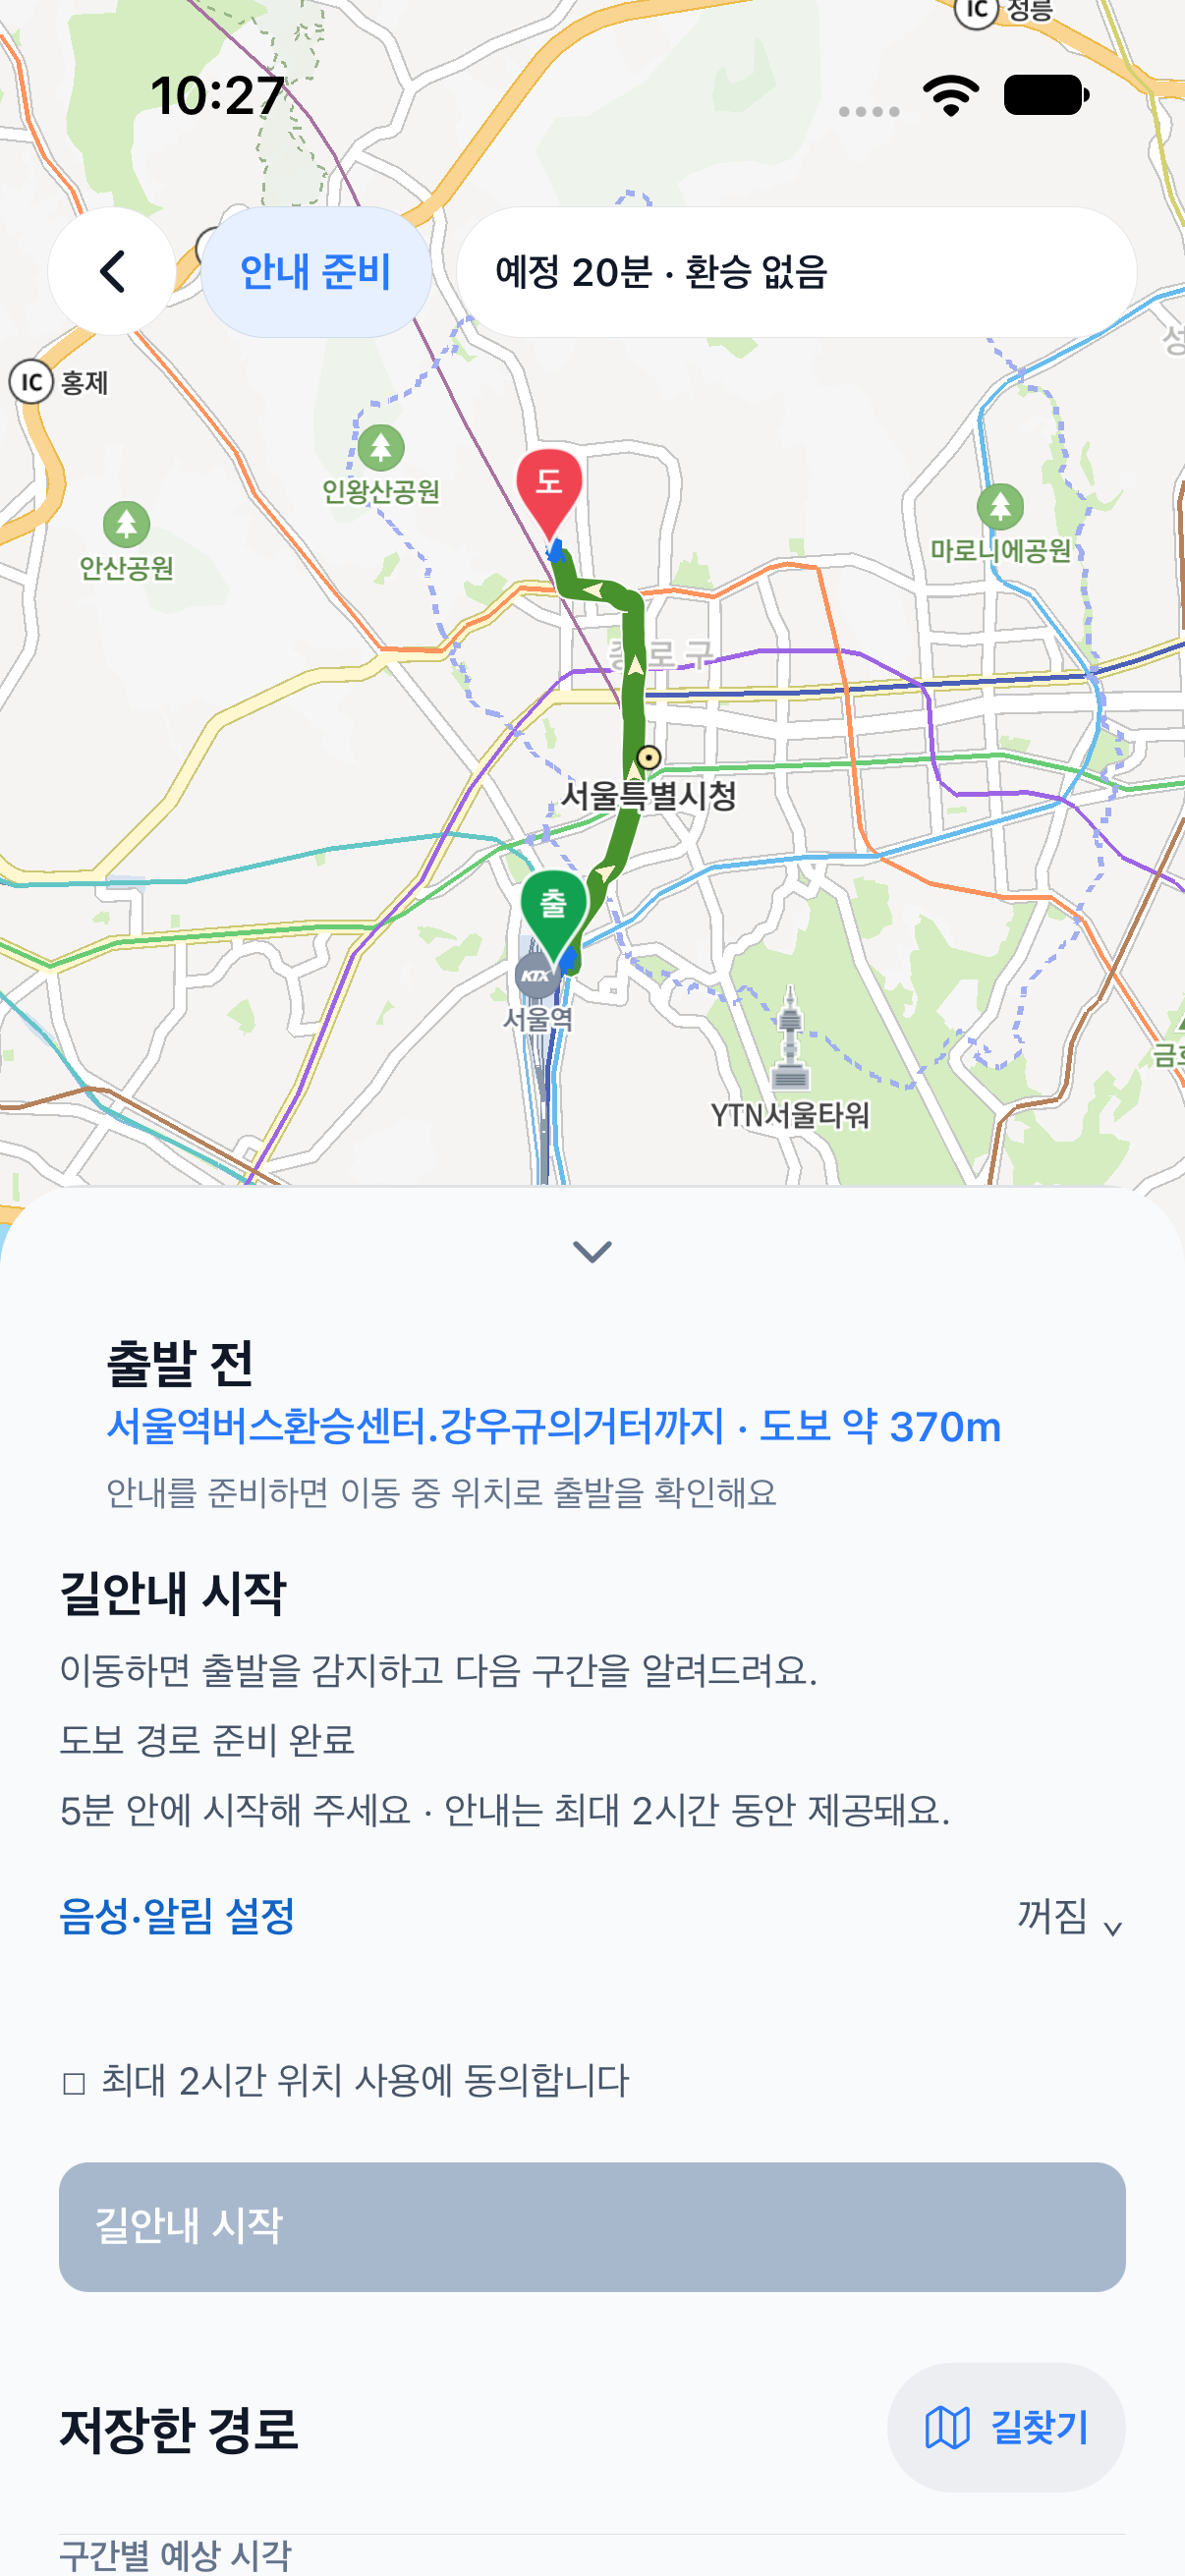 IC 정릉
10:27
안내 준비
예정 20분 · 환승 없음
IC 홍제
인왕산공원
도
마로니에공원
안산공원
종로구
서울특별시청
출
KTX
서울역
YTN서울타워
출발 전
서울역버스환승센터.강우규의거터까지 · 도보 약 370m
안내를 준비하면 이동 중 위치로 출발을 확인해요
길안내 시작
이동하면 출발을 감지하고 다음 구간을 알려드려요.
도보 경로 준비 완료
5분 안에 시작해 주세요 · 안내는 최대 2시간 동안 제공돼요.
음성·알림 설정
꺼짐
최대 2시간 위치 사용에 동의합니다
길안내 시작
저장한 경로
길찾기
구간별 예상 시각